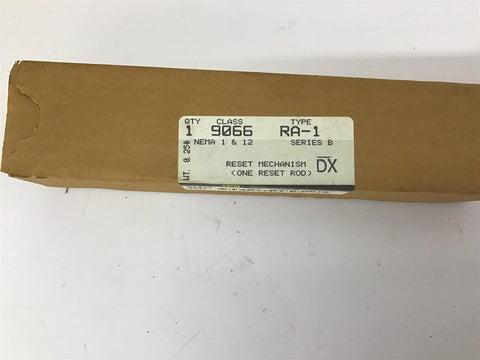 QTY CLASS TYPE
1 9066 RA-1
NEMA 1 & 12 SERIES B
WT. 0.25#
RESET MECHANISM DX
(ONE RESET ROD)